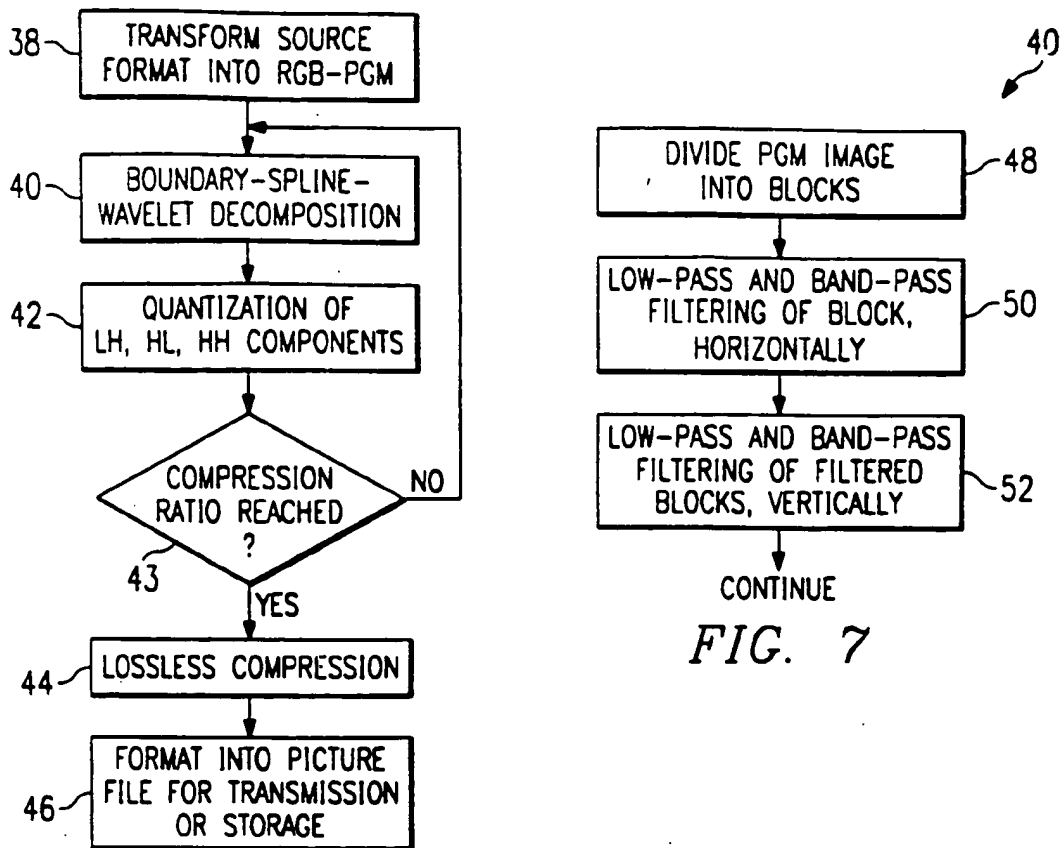 38
TRANSFORM SOURCE
FORMAT INTO RGB-PGM
40
BOUNDARY-SPLINE-
WAVELET DECOMPOSITION
42
QUANTIZATION OF
LH, HL, HH COMPONENTS
COMPRESSION
RATIO REACHED
?
NO
43
YES
44
LOSSLESS COMPRESSION
46
FORMAT INTO PICTURE
FILE FOR TRANSMISSION
OR STORAGE
40
DIVIDE PGM IMAGE
INTO BLOCKS
48
LOW-PASS AND BAND-PASS
FILTERING OF BLOCK,
HORIZONTALLY
50
LOW-PASS AND BAND-PASS
FILTERING OF FILTERED
BLOCKS, VERTICALLY
52
CONTINUE
FIG. 7